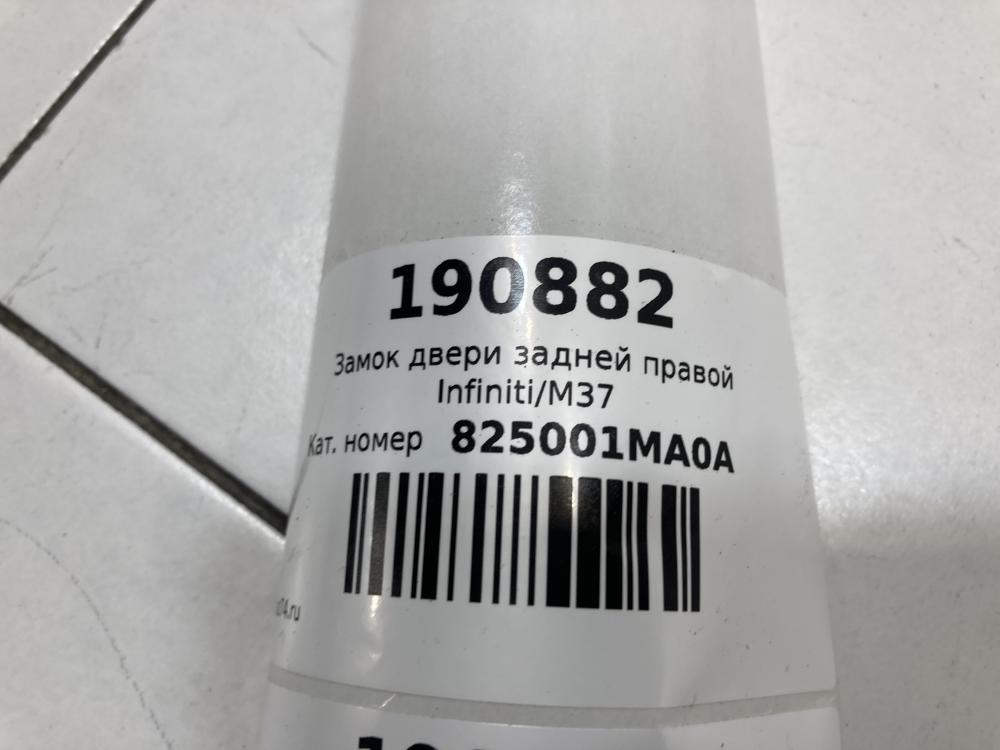 190882
Замок двери задней правой
Infiniti/M37
Кат. номер 825001MA0A